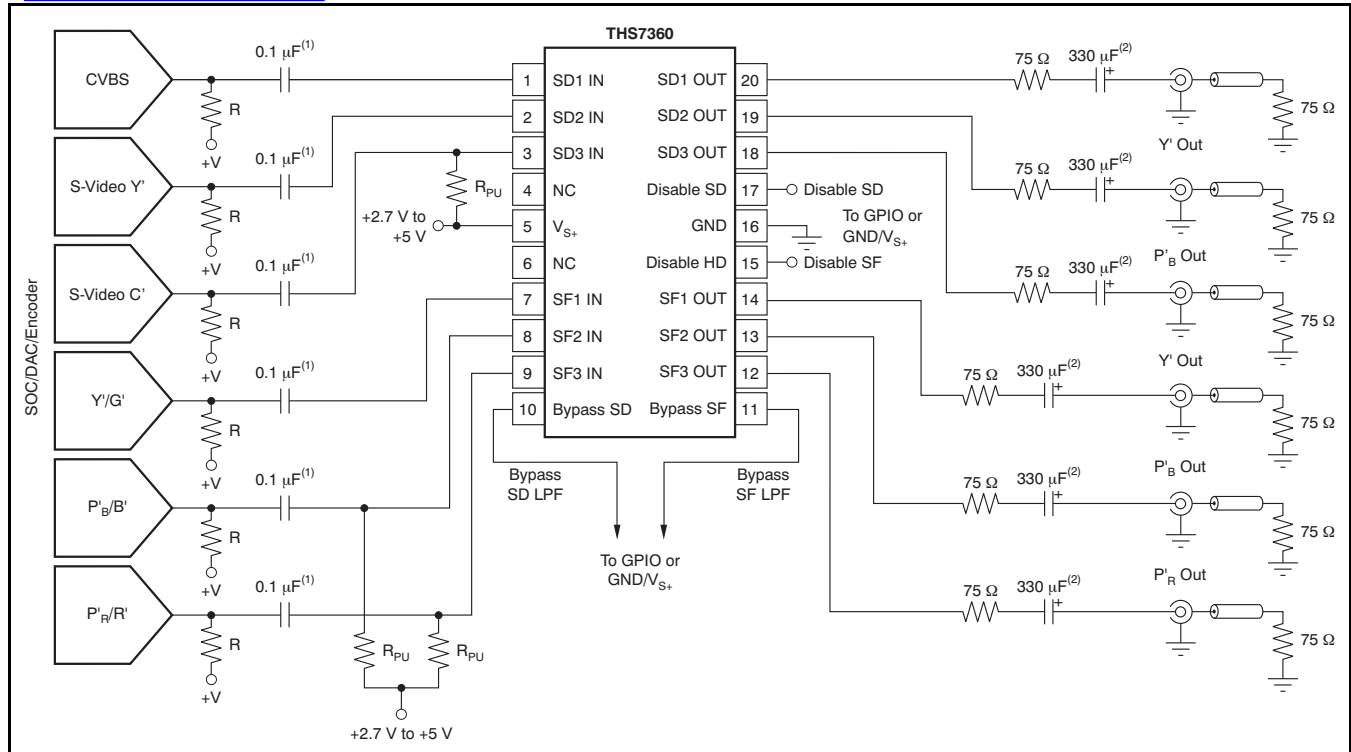 THS7360
SOC/DAC/Encoder
CVBS
0.1 μF(1)
R
+V
S-Video Y'
0.1 μF(1)
R
+V
S-Video C'
0.1 μF(1)
R
+V
Y'/G'
0.1 μF(1)
R
+V
P'B/B'
0.1 μF(1)
R
+V
P'R/R'
0.1 μF(1)
R
+V
RPU
+2.7 V to
+5 V
RPU
RPU
+2.7 V to +5 V
1 SD1 IN
2 SD2 IN
3 SD3 IN
4 NC
5 VS+
6 NC
7 SF1 IN
8 SF2 IN
9 SF3 IN
10 Bypass SD
SD1 OUT 20
SD2 OUT 19
SD3 OUT 18
Disable SD 17
GND 16
Disable HD 15
SF1 OUT 14
SF2 OUT 13
SF3 OUT 12
Bypass SF 11
Disable SD
To GPIO or
GND/VS+
Disable SF
Bypass
SD LPF
Bypass
SF LPF
To GPIO or
GND/VS+
75 Ω
330 μF(2)
+
75 Ω
Y' Out
75 Ω
330 μF(2)
+
75 Ω
P'B Out
75 Ω
330 μF(2)
+
75 Ω
Y' Out
75 Ω
330 μF(2)
+
75 Ω
P'B Out
75 Ω
330 μF(2)
+
75 Ω
P'R Out
75 Ω
330 μF(2)
+
75 Ω